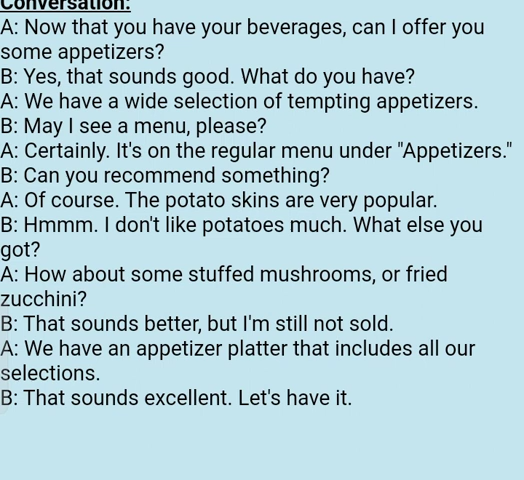 Conversation:
A: Now that you have your beverages, can I offer you
some appetizers?
B: Yes, that sounds good. What do you have?
A: We have a wide selection of tempting appetizers.
B: May I see a menu, please?
A: Certainly. It's on the regular menu under "Appetizers."
B: Can you recommend something?
A: Of course. The potato skins are very popular.
B: Hmmm. I don't like potatoes much. What else you
got?
A: How about some stuffed mushrooms, or fried
zucchini?
B: That sounds better, but I'm still not sold.
A: We have an appetizer platter that includes all our
selections.
B: That sounds excellent. Let's have it.